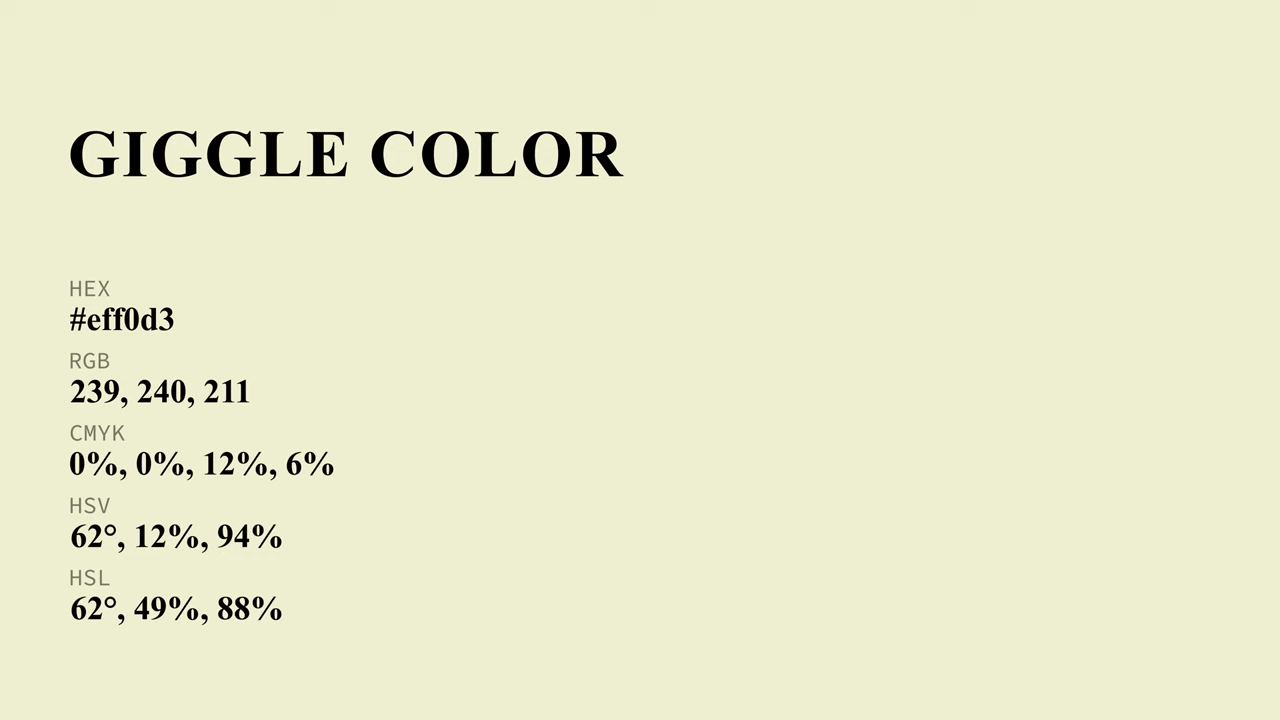 GIGGLE COLOR
HEX
#eff0d3
RGB
239, 240, 211
CMYK
0%, 0%, 12%, 6%
HSV
62°, 12%, 94%
HSL
62°, 49%, 88%